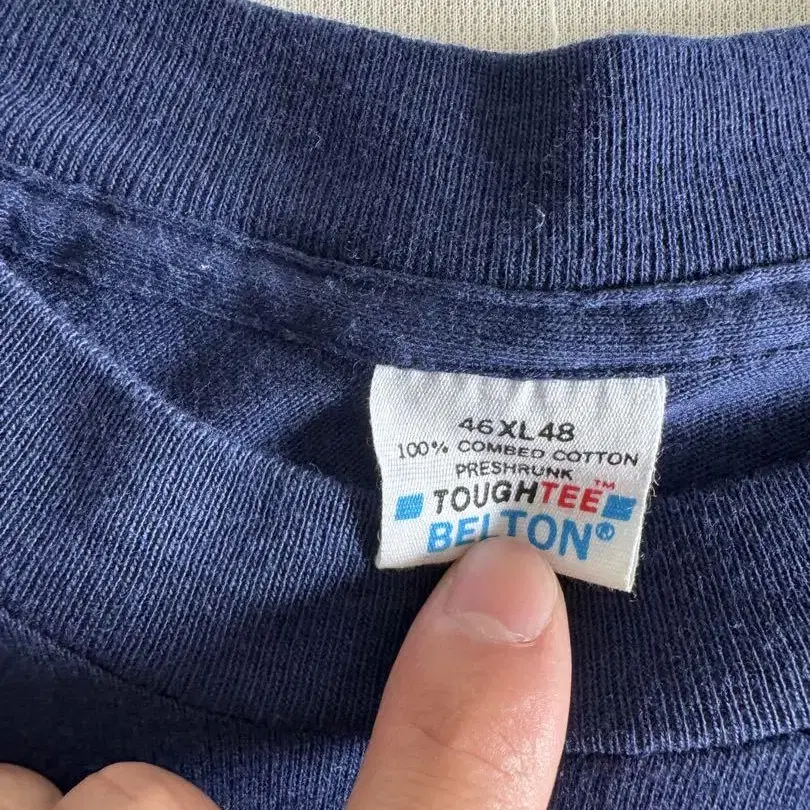 46 XL 48
100% COMBED COTTON
PRESHRUNK
TOUGHTEE™
BELTON®